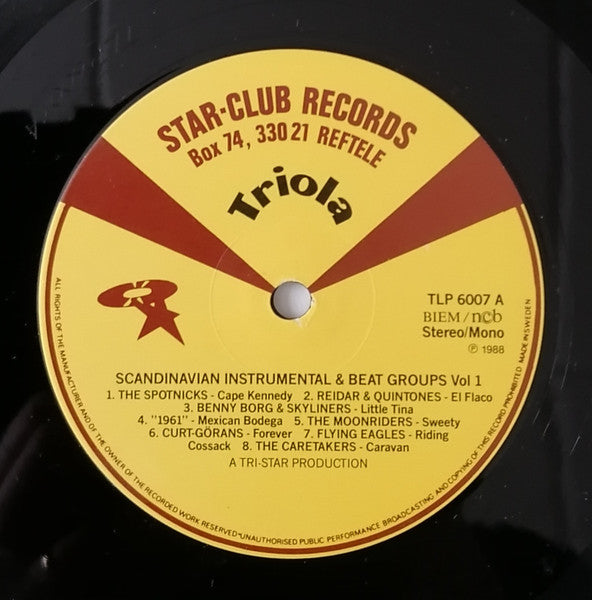 STAR-CLUB RECORDS
Box 74, 330 21 REFTELE
Triola
TLP 6007 A
BIEM/ncb
Stereo/Mono
℗ 1988
SCANDINAVIAN INSTRUMENTAL & BEAT GROUPS Vol 1
1. THE SPOTNICKS - Cape Kennedy 2. REIDAR & QUINTONES - El Flaco
3. BENNY BORG & SKYLINERS - Little Tina
4. "1961" - Mexican Bodega 5. THE MOONRIDERS - Sweety
6. CURT-GÖRANS - Forever 7. FLYING EAGLES - Riding
Cossack 8. THE CARETAKERS - Caravan
A TRI-STAR PRODUCTION
ALL RIGHTS OF THE MANUFACTURER AND OF THE OWNER OF THE RECORDED WORK RESERVED "UNAUTHORISED PUBLIC PERFORMANCE BROADCASTING AND COPYING OF THIS RECORD PROHIBITED. MADE IN SWEDEN